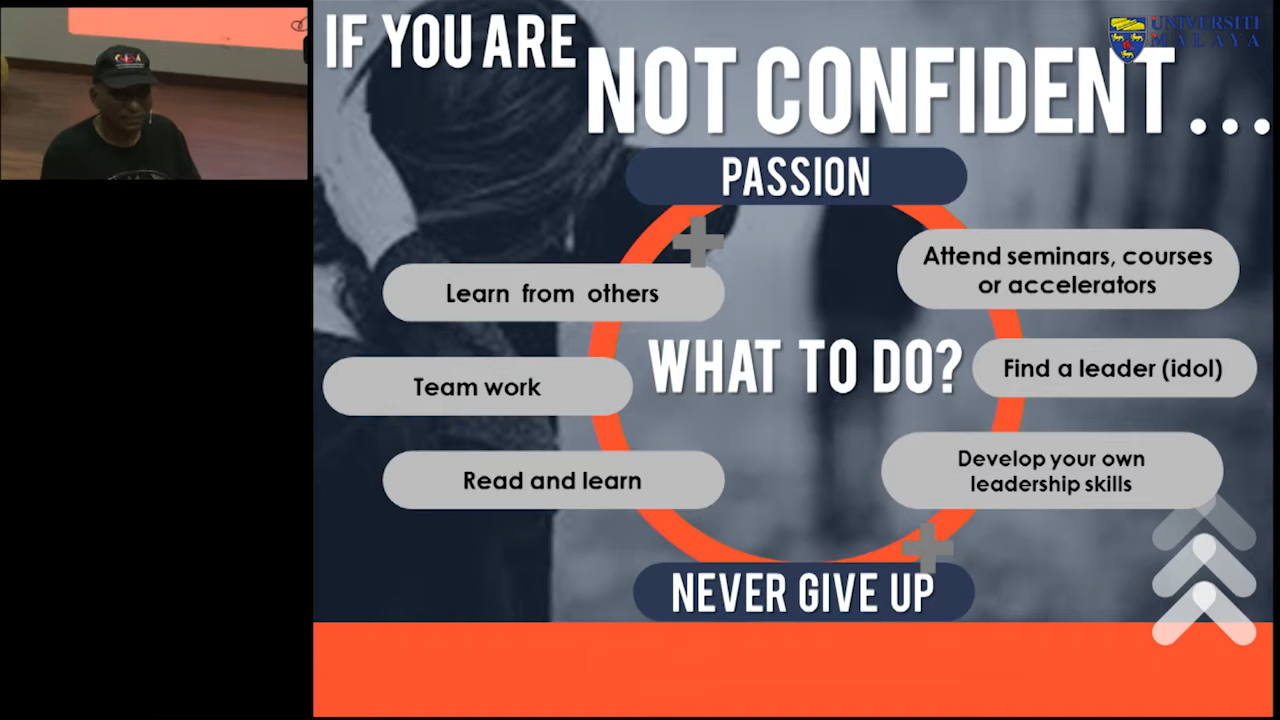 IF YOU ARE
NOT CONFIDENT ...
UNIVERSITI
MALAYA
PASSION
Learn from others
Attend seminars, courses
or accelerators
Team work
WHAT TO DO?
Find a leader (idol)
Read and learn
Develop your own
leadership skills
NEVER GIVE UP